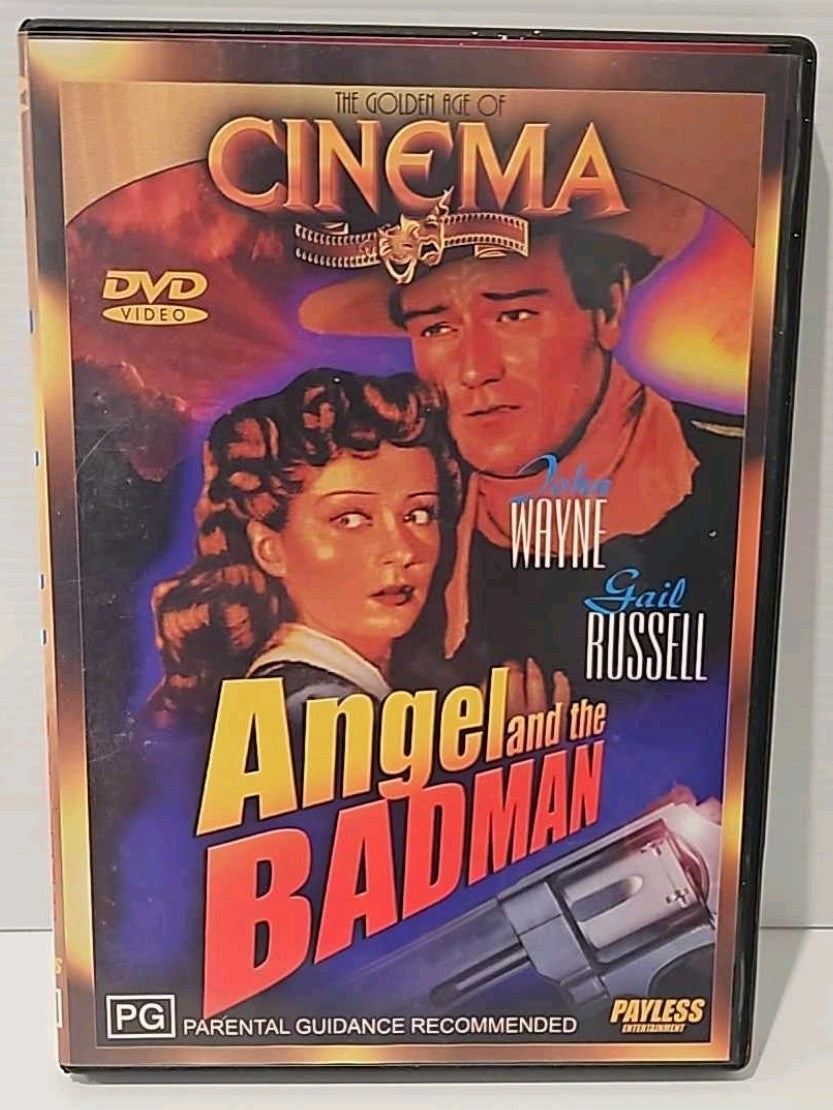 THE GOLDEN AGE OF
CINEMA
DVD
VIDEO
John
WAYNE
Gail
RUSSELL
Angel and the
BADMAN
PG PARENTAL GUIDANCE RECOMMENDED
PAYLESS
ENTERTAINMENT